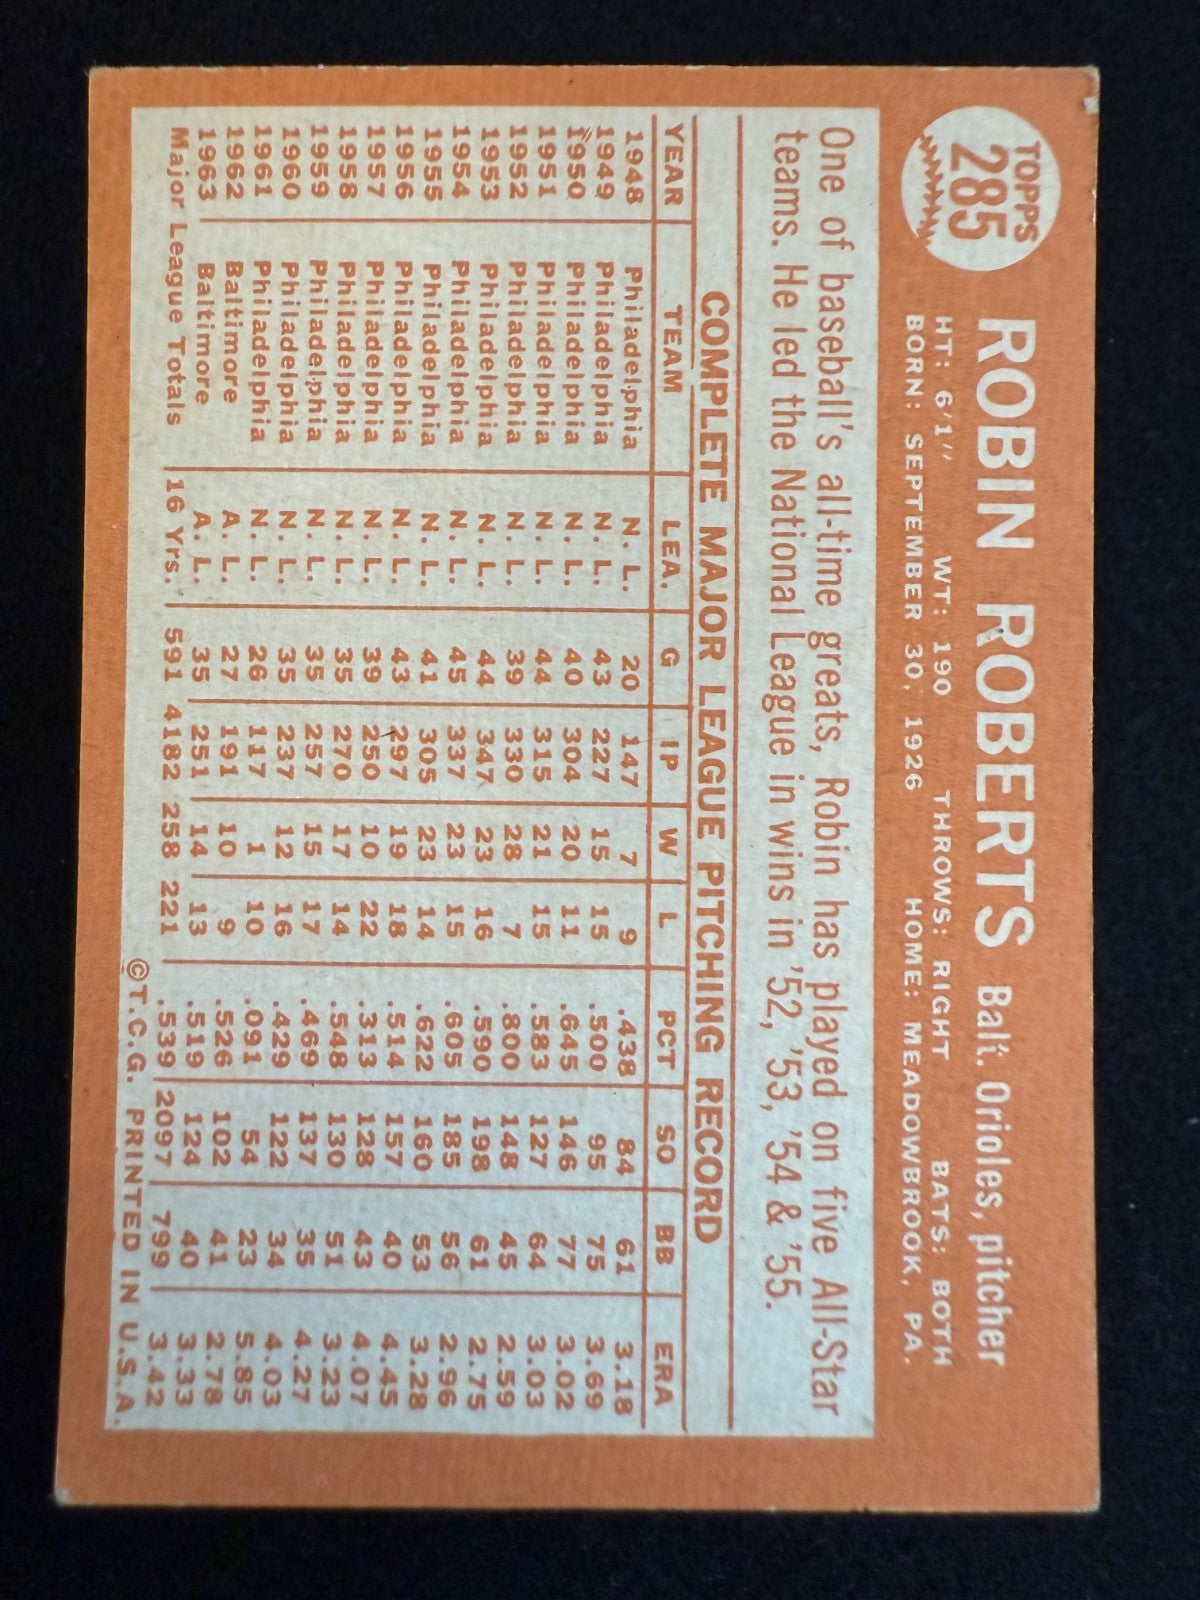 TOPPS
285
ROBIN ROBERTS Balt. Orioles, pitcher
HT: 6'1" WT: 190 THROWS: RIGHT BATS: BOTH
BORN: SEPTEMBER 30, 1926 HOME: MEADOWBROOK, PA.
One of baseball's all-time greats, Robin has played on five All-Star
teams. He led the National League in wins in '52, '53, '54 & '55.
COMPLETE MAJOR LEAGUE PITCHING RECORD
YEAR TEAM LEA. G IP W L PCT SO BB ERA
1948 Philadelphia N. L. 20 147 7 9 .438 84 61 3.18
1949 Philadelphia N. L. 43 227 15 15 .500 95 75 3.69
1950 Philadelphia N. L. 40 304 20 11 .645 146 77 3.02
1951 Philadelphia N. L. 44 315 21 15 .583 127 64 3.03
1952 Philadelphia N. L. 39 330 28 7 .800 148 45 2.59
1953 Philadelphia N. L. 44 347 23 16 .590 198 61 2.75
1954 Philadelphia N. L. 45 337 23 15 .605 185 56 2.96
1955 Philadelphia N. L. 41 305 23 14 .622 160 53 3.28
1956 Philadelphia N. L. 43 297 19 18 .514 157 40 4.45
1957 Philadelphia N. L. 39 250 10 22 .313 128 43 4.07
1958 Philadelphia N. L. 35 270 17 14 .548 130 51 3.23
1959 Philadelphia N. L. 35 257 15 17 .469 137 35 4.27
1960 Philadelphia N. L. 35 237 12 16 .429 122 34 4.03
1961 Philadelphia N. L. 26 117 1 10 .091 54 23 5.85
1962 Baltimore A. L. 27 191 10 9 .526 102 41 2.78
1963 Baltimore A. L. 35 251 14 13 .519 124 40 3.33
Major League Totals 16 Yrs. 591 4182 258 221 .539 2097 799 3.42
©T.C.G. PRINTED IN U.S.A.